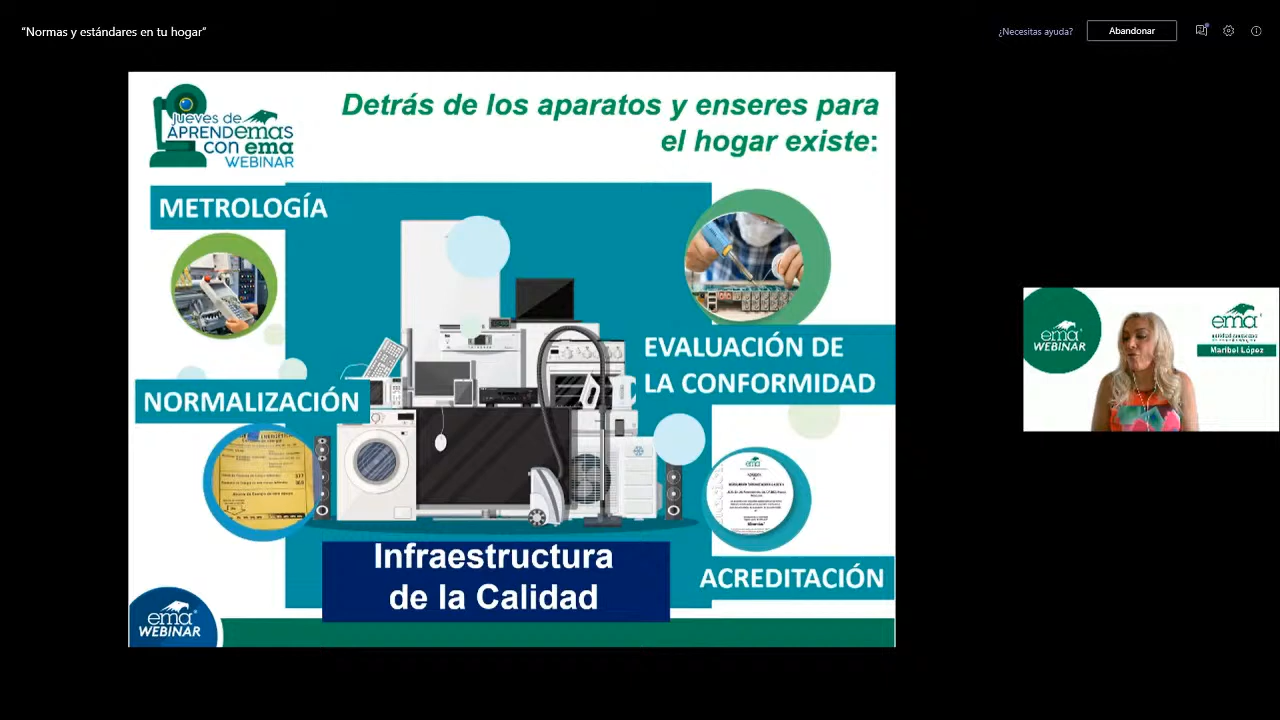 "Normas y estándares en tu hogar"
¿Necesitas ayuda?
Abandonar
Jueves de
APRENDEMAS
con ema
WEBINAR
Detrás de los aparatos y enseres para
el hogar existe:
METROLOGÍA
EVALUACIÓN DE
LA CONFORMIDAD
NORMALIZACIÓN
ACREDITACIÓN
Infraestructura
de la Calidad
ema
WEBINAR
ema
WEBINAR
ema
Maribel López